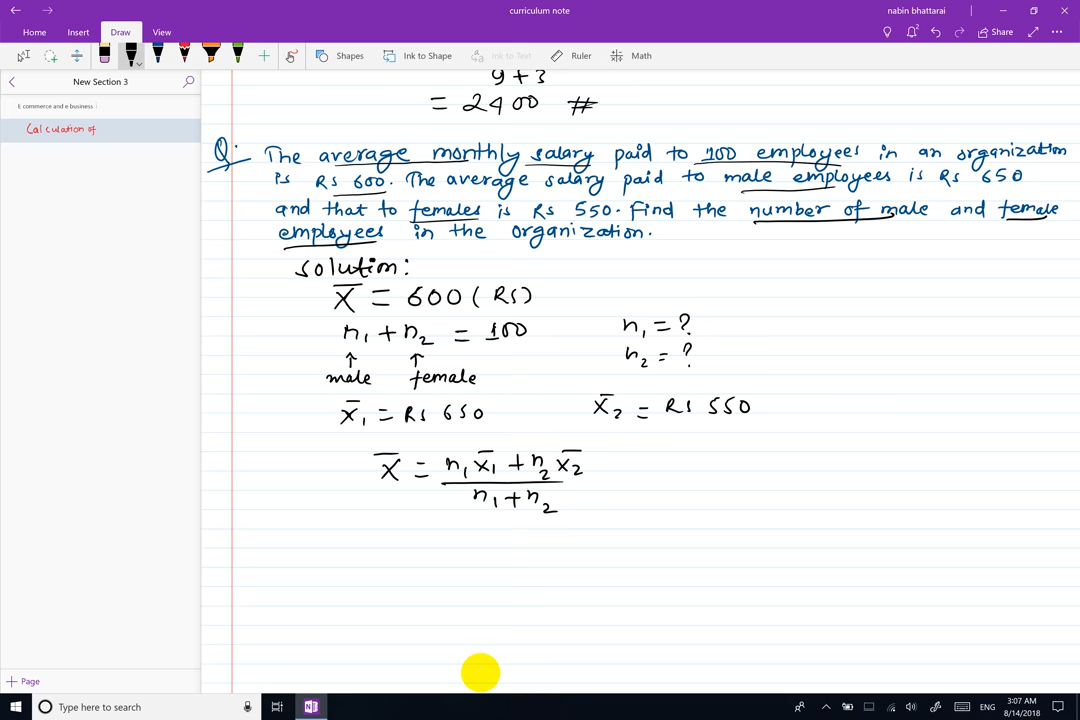 curriculum note
nabin bhattarai
Home Insert Draw View
Share
Shapes Ink to Shape Ink to Text Ruler Math
New Section 3
E commerce and e business :
Calculation of
+ Page
9 + 3
= 2400 #
Q: The average monthly salary paid to 100 employees in an organization
is Rs 600. The average salary paid to male employees is Rs 650
and that to females is Rs 550. Find the number of male and female
employees in the organization.
Solution:
X̅ = 600 (Rs)
n₁ + n₂ = 100
n₁ = ?
n₂ = ?
↑ ↑
male female
x̅₁ = Rs 650
x̅₂ = Rs 550
X̅ = n₁x̅₁ + n₂x̅₂
n₁ + n₂
Type here to search
ENG
3:07 AM
8/14/2018